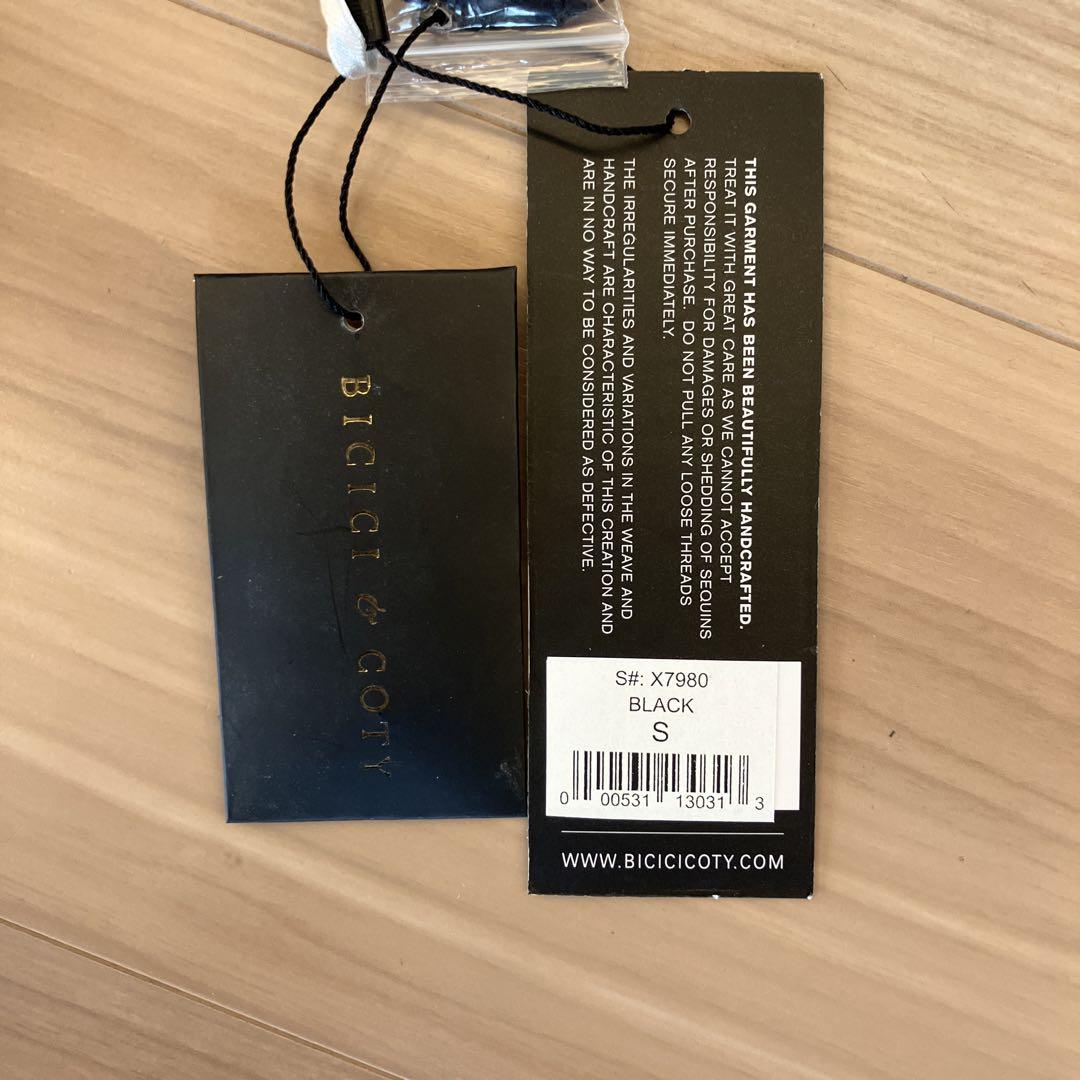 BICICI & COTY
THIS GARMENT HAS BEEN BEAUTIFULLY HANDCRAFTED.
TREAT IT WITH GREAT CARE AS WE CANNOT ACCEPT
RESPONSIBILITY FOR DAMAGES OR SHEDDING OF SEQUINS
AFTER PURCHASE. DO NOT PULL ANY LOOSE THREADS
SECURE IMMEDIATELY.
THE IRREGULARITIES AND VARIATIONS IN THE WEAVE AND
HANDCRAFT ARE CHARACTERISTIC OF THIS CREATION AND
ARE IN NO WAY TO BE CONSIDERED AS DEFECTIVE.
S#: X7980
BLACK
S
0 00531 13031 3
WWW.BICICICOTY.COM